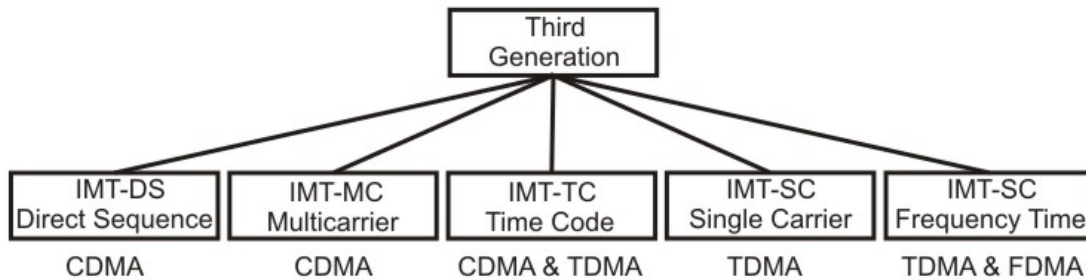 Third
Generation
IMT-DS
Direct Sequence
IMT-MC
Multicarrier
IMT-TC
Time Code
IMT-SC
Single Carrier
IMT-SC
Frequency Time
CDMA
CDMA
CDMA & TDMA
TDMA
TDMA & FDMA